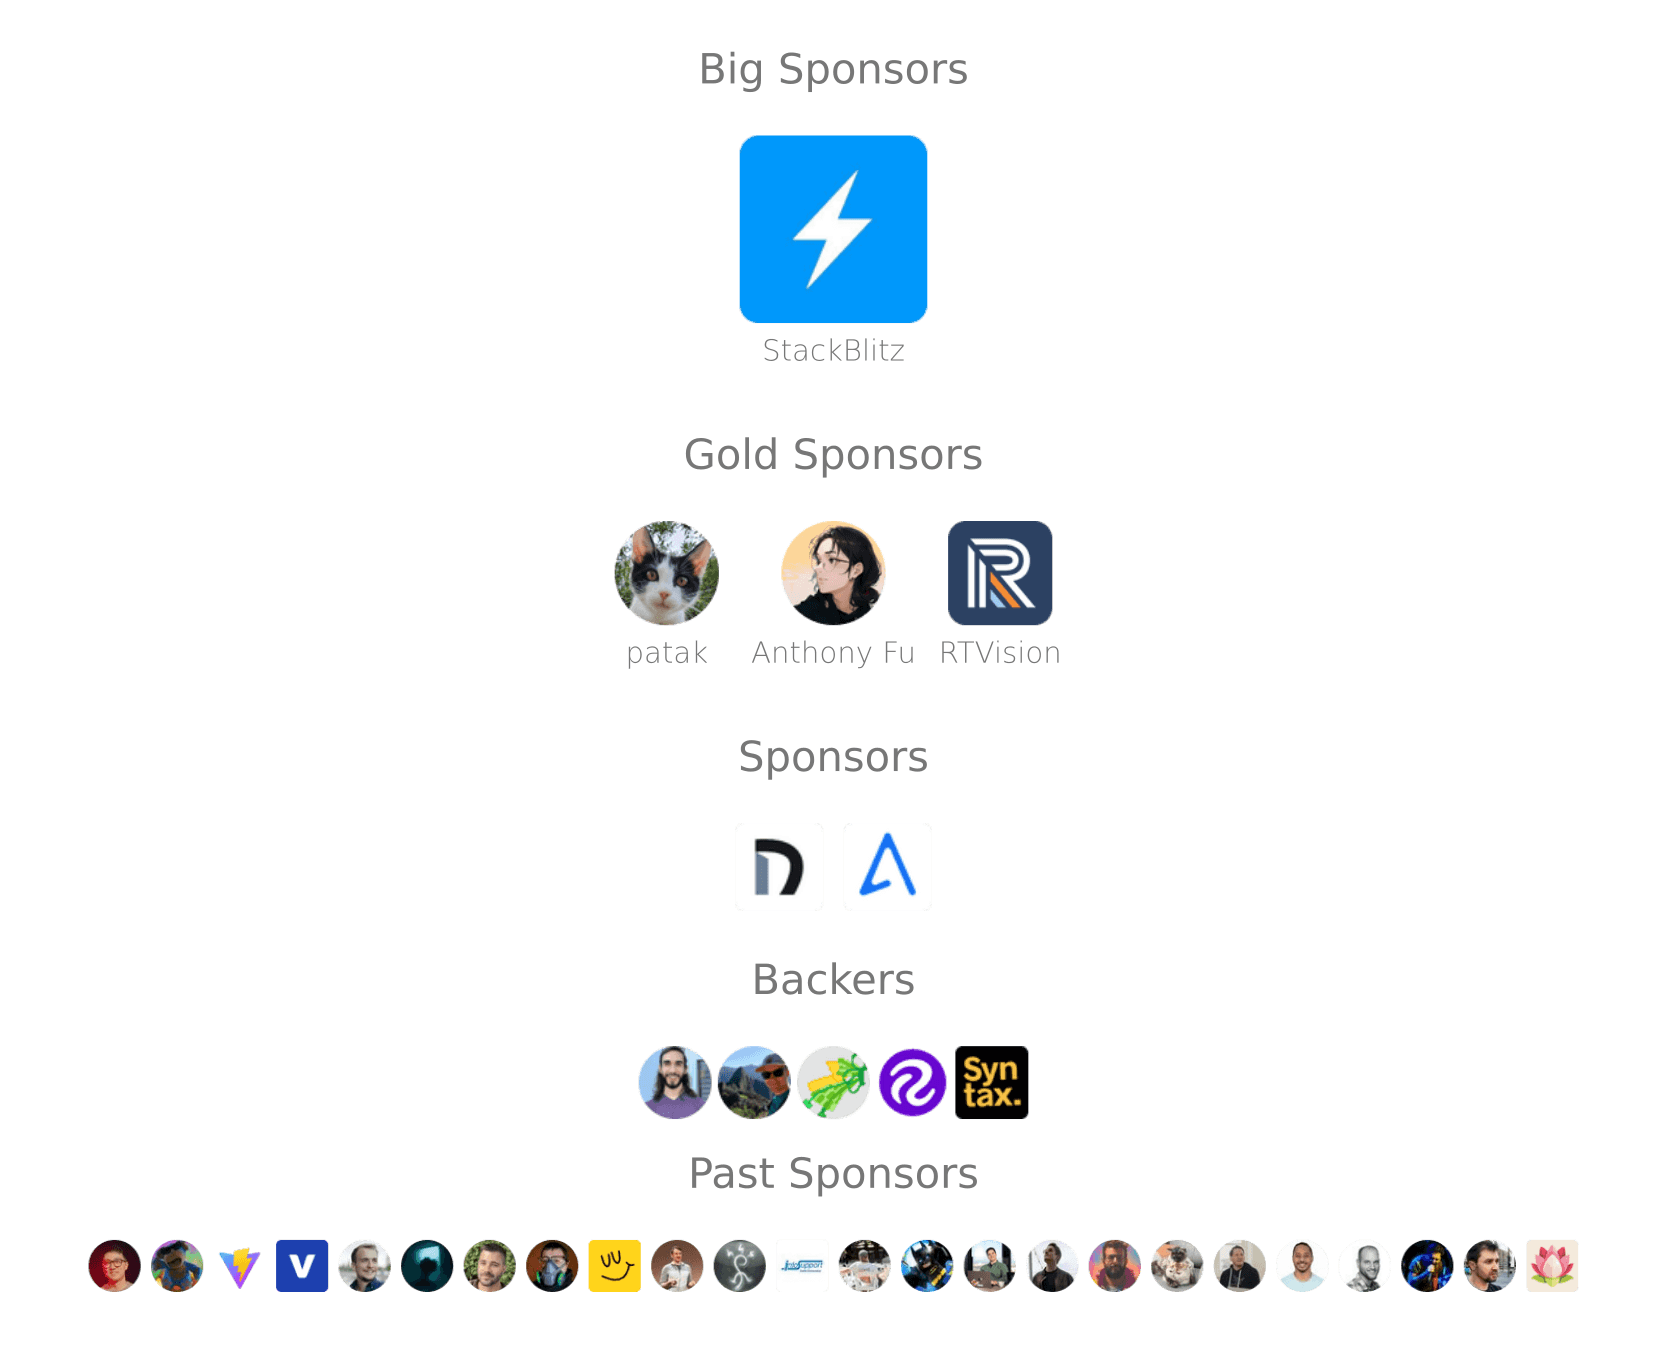 Big Sponsors
StackBlitz
Gold Sponsors
patak
Anthony Fu
RTVision
Sponsors
Backers
Syn
tax.
Past Sponsors
V